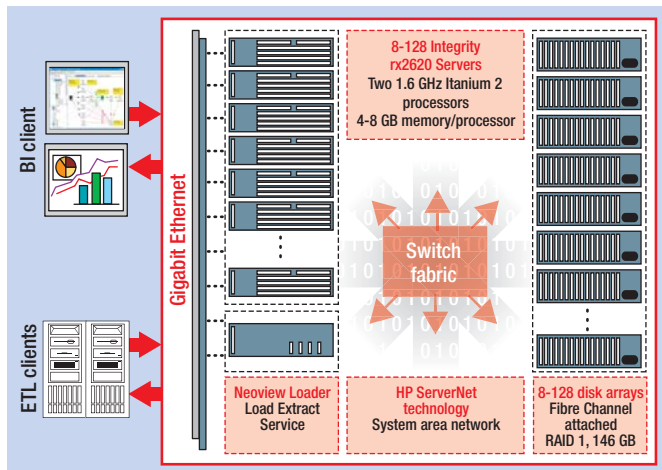 BI client
ETL clients
Gigabit Ethernet
8-128 Integrity
rx2620 Servers
Two 1.6 GHz Itanium 2
processors
4-8 GB memory/processor
Switch
fabric
Neoview Loader
Load Extract
Service
HP ServerNet
technology
System area network
8-128 disk arrays
Fibre Channel
attached
RAID 1, 146 GB